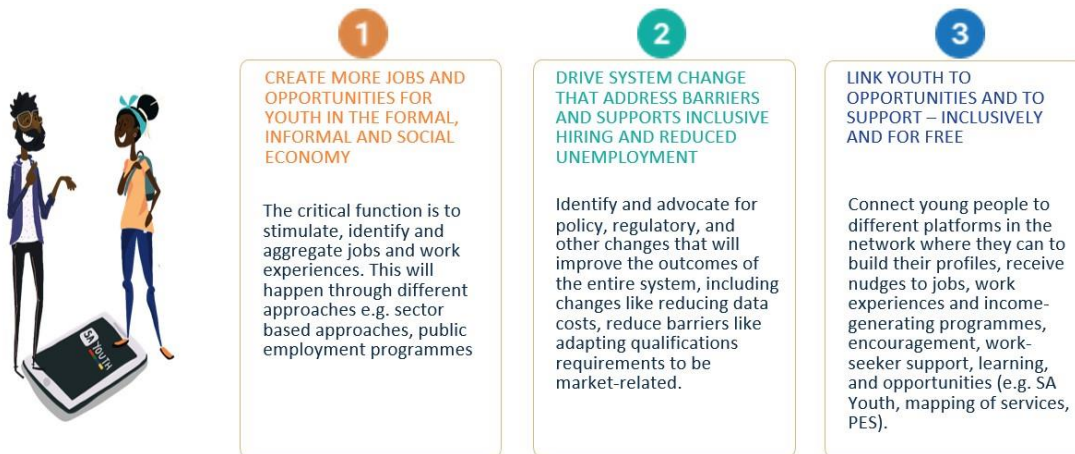 1
CREATE MORE JOBS AND
OPPORTUNITIES FOR
YOUTH IN THE FORMAL,
INFORMAL AND SOCIAL
ECONOMY
The critical function is to
stimulate, identify and
aggregate jobs and work
experiences. This will
happen through different
approaches e.g. sector
based approaches, public
employment programmes
2
DRIVE SYSTEM CHANGE
THAT ADDRESS BARRIERS
AND SUPPORTS INCLUSIVE
HIRING AND REDUCED
UNEMPLOYMENT
Identify and advocate for
policy, regulatory, and
other changes that will
improve the outcomes of
the entire system, including
changes like reducing data
costs, reduce barriers like
adapting qualifications
requirements to be
market-related.
3
LINK YOUTH TO
OPPORTUNITIES AND TO
SUPPORT – INCLUSIVELY
AND FOR FREE
Connect young people to
different platforms in the
network where they can to
build their profiles, receive
nudges to jobs, work
experiences and income-
generating programmes,
encouragement, work-
seeker support, learning,
and opportunities (e.g. SA
Youth, mapping of services,
PES).
SA
YOUTH